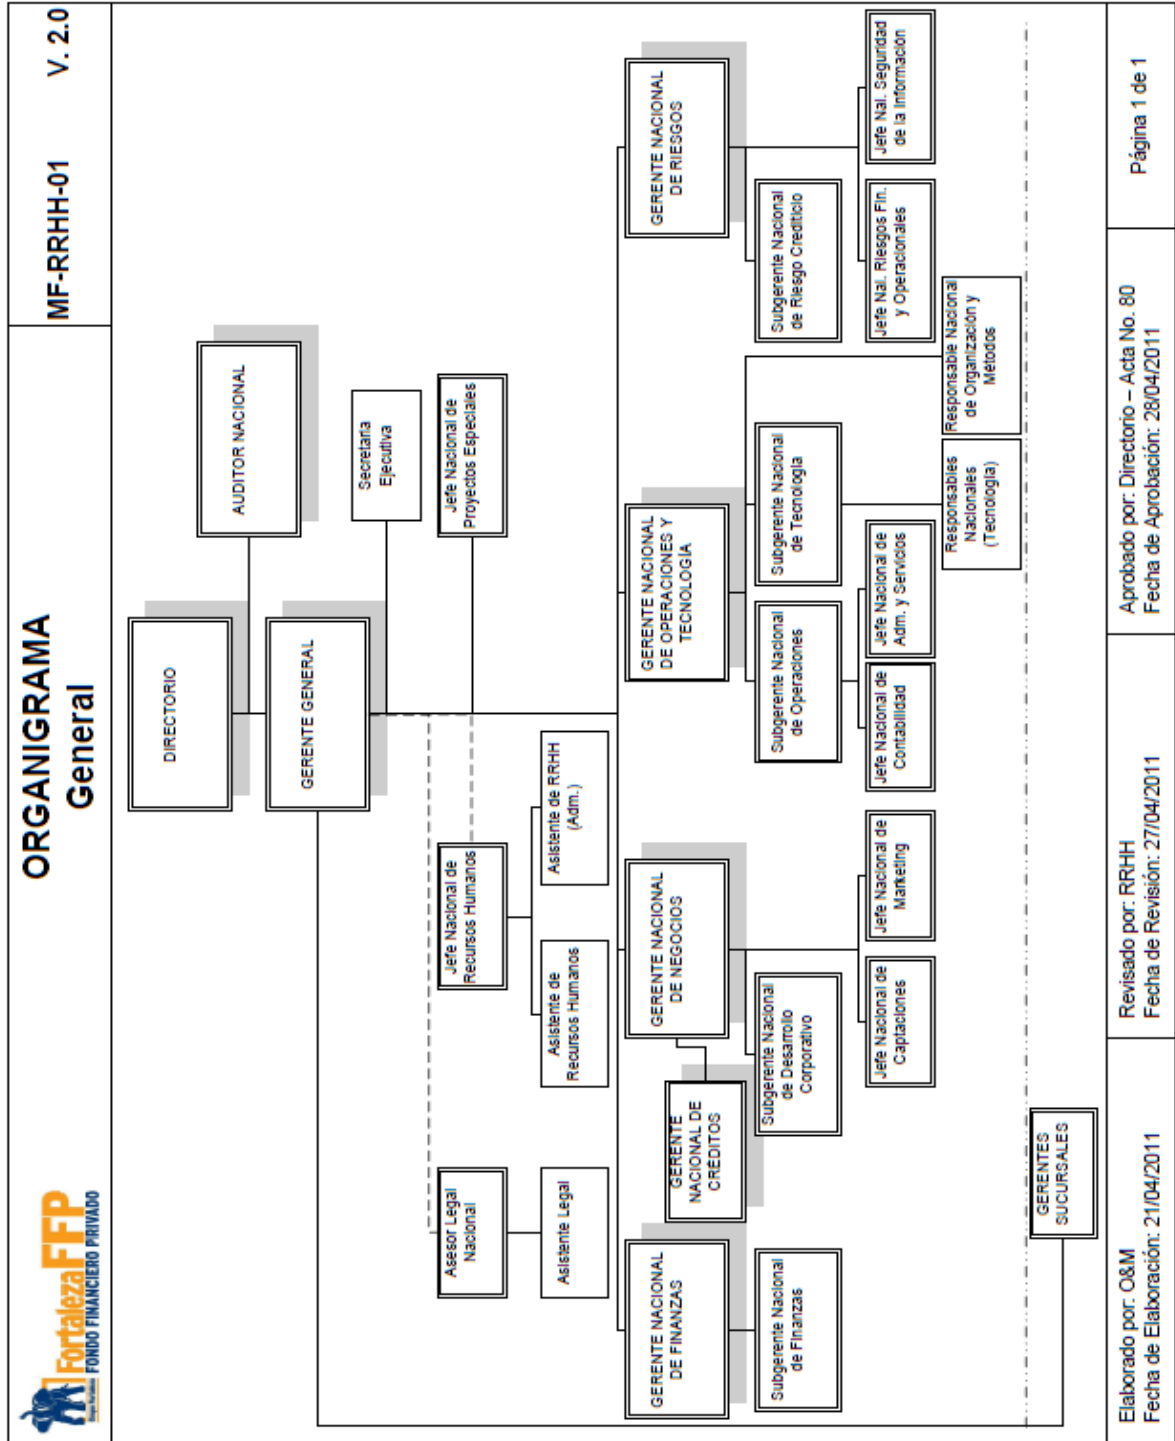 Fortaleza FFP
Grupo Fortaleza
FONDO FINANCIERO PRIVADO
ORGANIGRAMA
General
MF-RRHH-01
V. 2.0
DIRECTORIO
AUDITOR NACIONAL
GERENTE GENERAL
Secretaria
Ejecutiva
Asesor Legal
Nacional
Jefe Nacional de
Recursos Humanos
Jefe Nacional de
Proyectos Especiales
Asistente Legal
Asistente de
Recursos Humanos
Asistente de RRHH
(Adm.)
GERENTE NACIONAL
DE FINANZAS
GERENTE
NACIONAL DE
CRÉDITOS
GERENTE NACIONAL
DE NEGOCIOS
GERENTE NACIONAL
DE OPERACIONES Y
TECNOLOGÍA
GERENTE NACIONAL
DE RIESGOS
Subgerente Nacional
de Finanzas
Subgerente Nacional
de Desarrollo
Corporativo
Subgerente Nacional
de Operaciones
Subgerente Nacional
de Tecnología
Subgerente Nacional
de Riesgo Crediticio
Jefe Nacional de
Captaciones
Jefe Nacional de
Marketing
Jefe Nacional de
Contabilidad
Jefe Nacional de
Adm. y Servicios
Jefe Nal. Riesgos Fin.
y Operacionales
Jefe Nal. Seguridad
de la Información
Responsables
Nacionales
(Tecnología)
Responsable Nacional
de Organización y
Métodos
GERENTES
SUCURSALES
Elaborado por: O&M
Fecha de Elaboración: 21/04/2011
Revisado por: RRHH
Fecha de Revisión: 27/04/2011
Aprobado por: Directorio – Acta No. 80
Fecha de Aprobación: 28/04/2011
Página 1 de 1